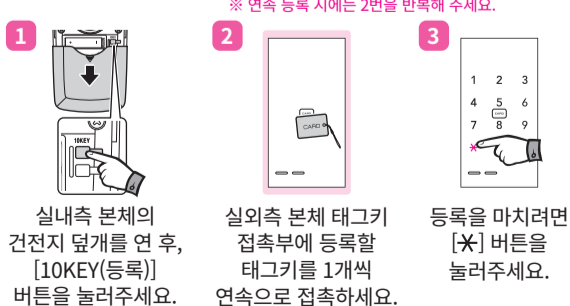 ※ 연속 등록 시에는 2번을 반복해 주세요.
1
2
3
10KEY
CARD
CARD
1 2 3
4 5 6
CARD
7 8 9
실내측 본체의
건전지 덮개를 연 후,
[10KEY(등록)]
버튼을 눌러주세요.
실외측 본체 태그키
접촉부에 등록할
태그키를 1개씩
연속으로 접촉하세요.
등록을 마치려면
[⚹] 버튼을
눌러주세요.